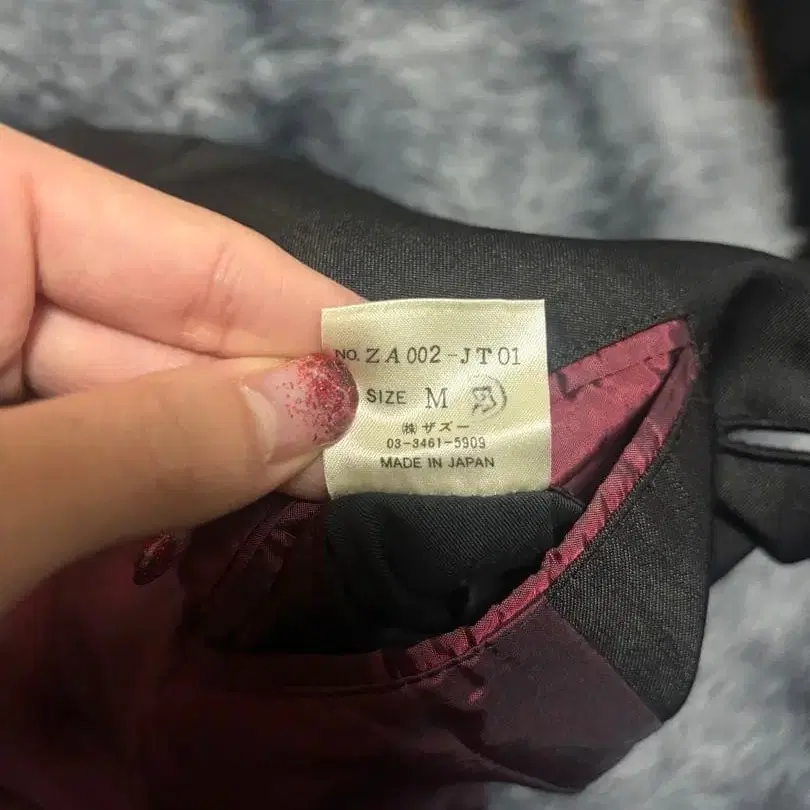 NO. ZA002-JT01
SIZE M
㈱ ザズー
03-3461-5909
MADE IN JAPAN